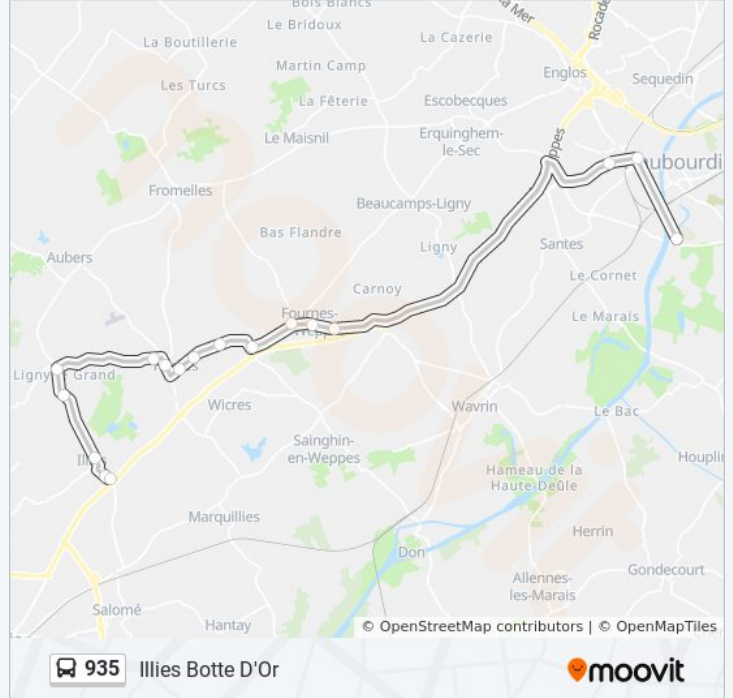 Bois Blancs
Le Bridoux
La Mer
Rocade
La Boutillerie
La Cazerie
Martin Camp
Englos
Sequedin
Les Turcs
La Fêterie
Escobecques
Erquinghem-
le-Sec
Le Maisnil
ppes
oubourdi
Fromelles
Beaucamps-Ligny
Bas Flandre
Ligny
Santes
Aubers
Le Cornet
Carnoy
Fournes-
Le Marais
Grand
Wicres
Wavrin
Le Bac
Sainghin-
en-Weppes
Houplin
Hameau de la
Haute-Deûle
Marquillies
Herrin
Don
Gondecourt
Allennes-
les-Marais
Salomé
Hantay
© OpenStreetMap contributors | © OpenMapTiles
935 Illies Botte D'Or
moovit